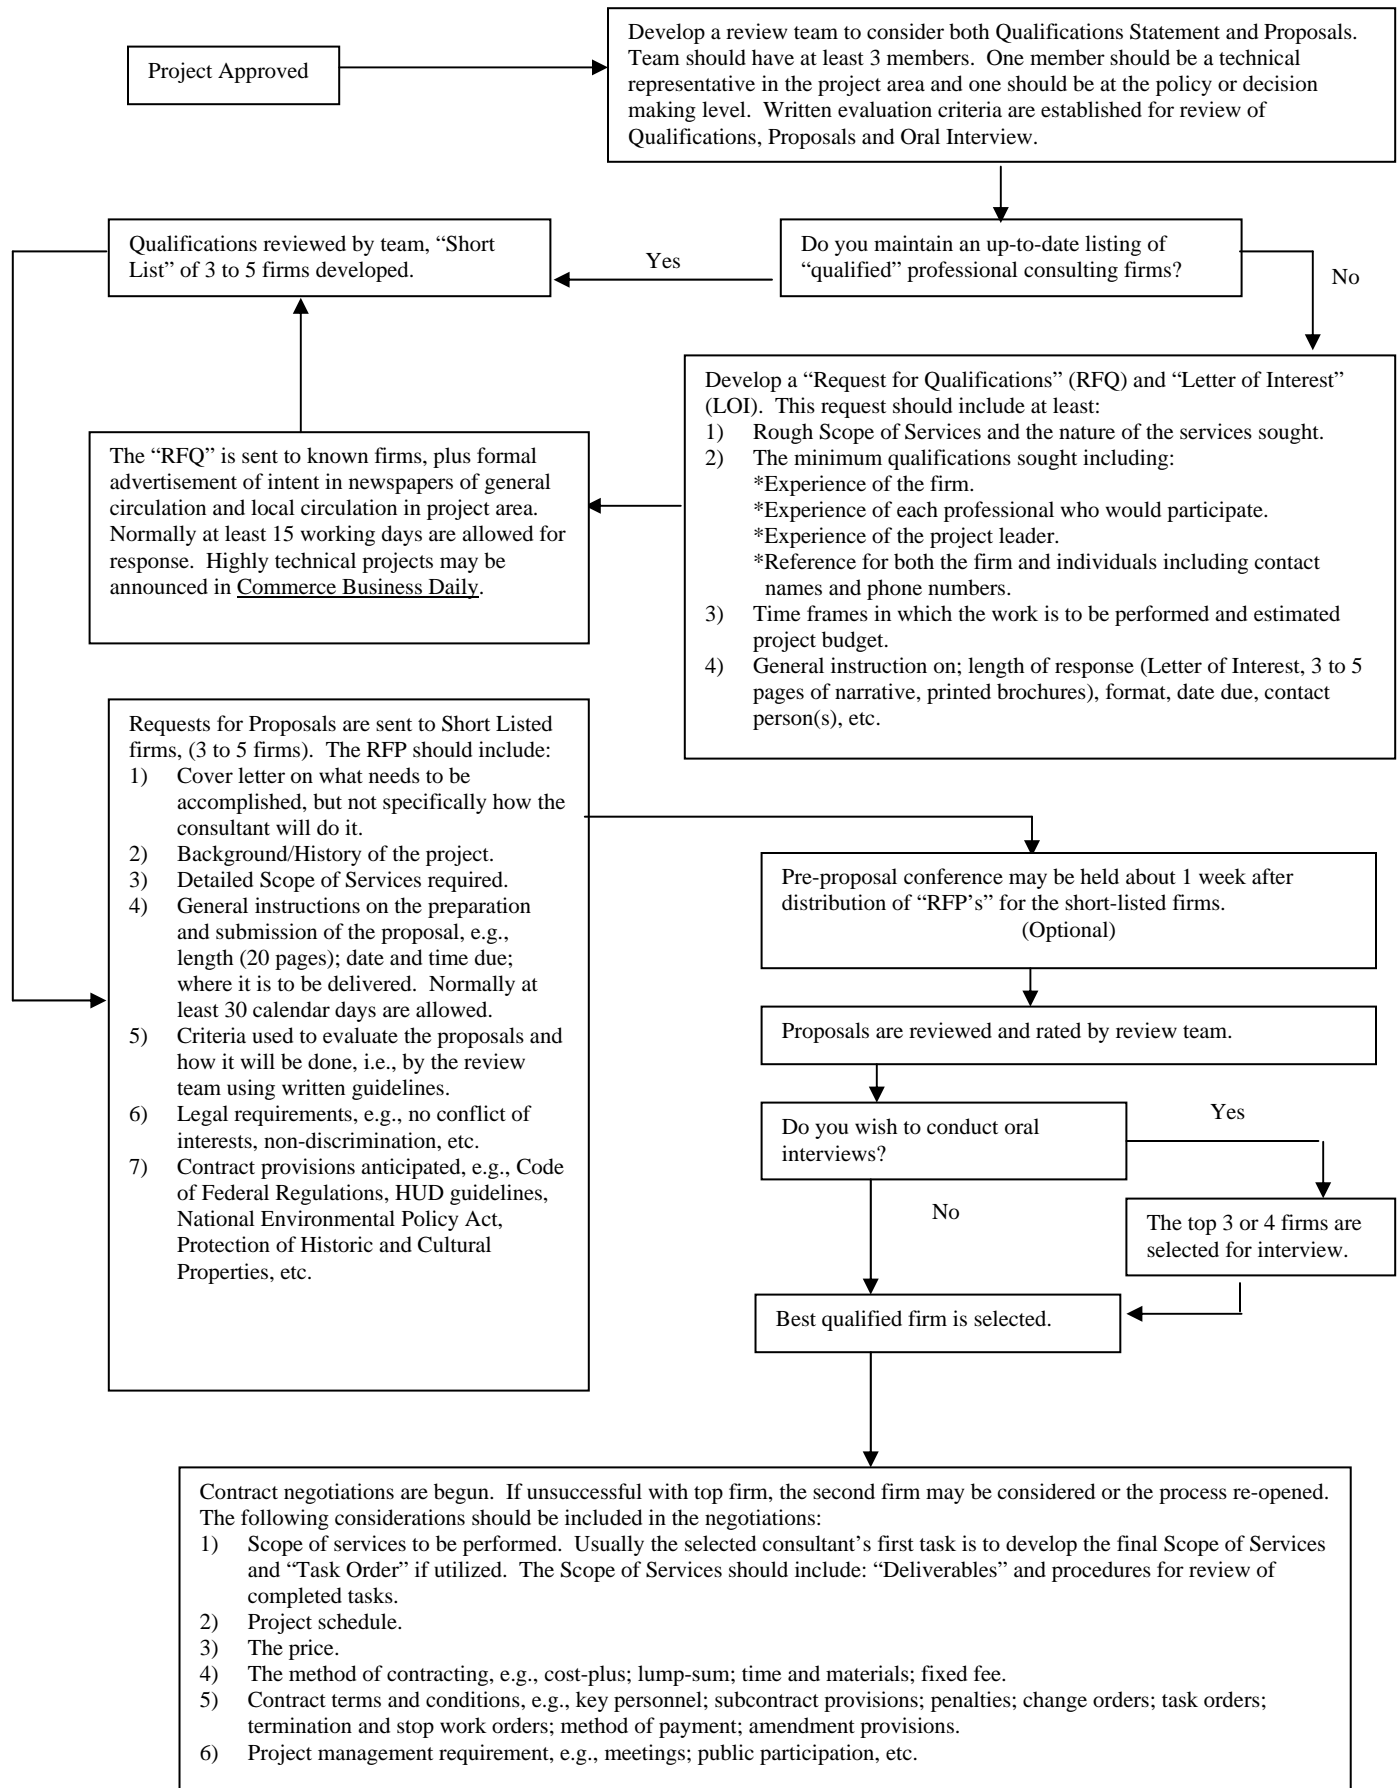 Project Approved
Develop a review team to consider both Qualifications Statement and Proposals.
Team should have at least 3 members.  One member should be a technical
representative in the project area and one should be at the policy or decision
making level.  Written evaluation criteria are established for review of
Qualifications, Proposals and Oral Interview.
Do you maintain an up-to-date listing of
“qualified” professional consulting firms?
Yes
No
Qualifications reviewed by team, “Short
List” of 3 to 5 firms developed.
Develop a “Request for Qualifications” (RFQ) and “Letter of Interest”
(LOI).  This request should include at least:
1) Rough Scope of Services and the nature of the services sought.
2) The minimum qualifications sought including:
*Experience of the firm.
*Experience of each professional who would participate.
*Experience of the project leader.
*Reference for both the firm and individuals including contact
names and phone numbers.
3) Time frames in which the work is to be performed and estimated
project budget.
4) General instruction on; length of response (Letter of Interest, 3 to 5
pages of narrative, printed brochures), format, date due, contact
person(s), etc.
The “RFQ” is sent to known firms, plus formal
advertisement of intent in newspapers of general
circulation and local circulation in project area.
Normally at least 15 working days are allowed for
response.  Highly technical projects may be
announced in Commerce Business Daily.
Requests for Proposals are sent to Short Listed
firms, (3 to 5 firms).  The RFP should include:
1) Cover letter on what needs to be
accomplished, but not specifically how the
consultant will do it.
2) Background/History of the project.
3) Detailed Scope of Services required.
4) General instructions on the preparation
and submission of the proposal, e.g.,
length (20 pages); date and time due;
where it is to be delivered.  Normally at
least 30 calendar days are allowed.
5) Criteria used to evaluate the proposals and
how it will be done, i.e., by the review
team using written guidelines.
6) Legal requirements, e.g., no conflict of
interests, non-discrimination, etc.
7) Contract provisions anticipated, e.g., Code
of Federal Regulations, HUD guidelines,
National Environmental Policy Act,
Protection of Historic and Cultural
Properties, etc.
Pre-proposal conference may be held about 1 week after
distribution of “RFP’s” for the short-listed firms.
(Optional)
Proposals are reviewed and rated by review team.
Do you wish to conduct oral
interviews?
Yes
No
The top 3 or 4 firms are
selected for interview.
Best qualified firm is selected.
Contract negotiations are begun.  If unsuccessful with top firm, the second firm may be considered or the process re-opened.
The following considerations should be included in the negotiations:
1) Scope of services to be performed.  Usually the selected consultant’s first task is to develop the final Scope of Services
and “Task Order” if utilized.  The Scope of Services should include: “Deliverables” and procedures for review of
completed tasks.
2) Project schedule.
3) The price.
4) The method of contracting, e.g., cost-plus; lump-sum; time and materials; fixed fee.
5) Contract terms and conditions, e.g., key personnel; subcontract provisions; penalties; change orders; task orders;
termination and stop work orders; method of payment; amendment provisions.
6) Project management requirement, e.g., meetings; public participation, etc.